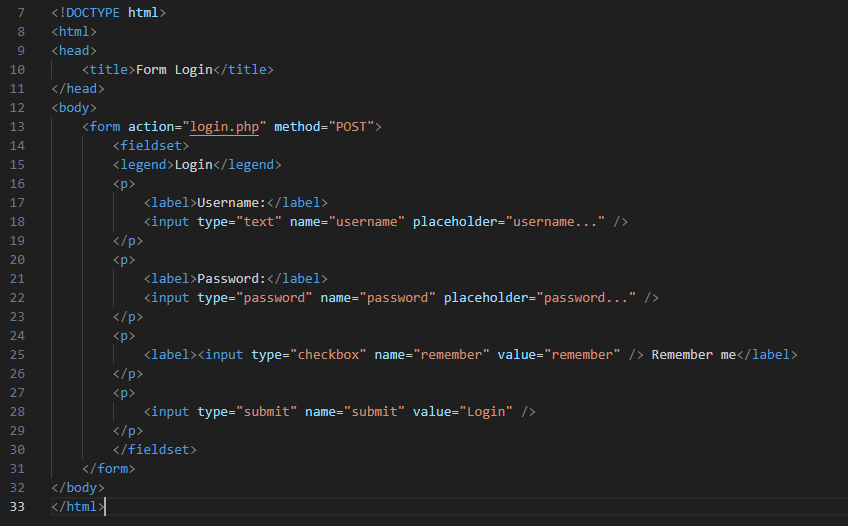 7 <!DOCTYPE html>
8 <html>
9 <head>
10 <title>Form Login</title>
11 </head>
12 <body>
13 <form action="login.php" method="POST">
14 <fieldset>
15 <legend>Login</legend>
16 <p>
17 <label>Username:</label>
18 <input type="text" name="username" placeholder="username..." />
19 </p>
20 <p>
21 <label>Password:</label>
22 <input type="password" name="password" placeholder="password..." />
23 </p>
24 <p>
25 <label><input type="checkbox" name="remember" value="remember" /> Remember me</label>
26 </p>
27 <p>
28 <input type="submit" name="submit" value="Login" />
29 </p>
30 </fieldset>
31 </form>
32 </body>
33 </html>